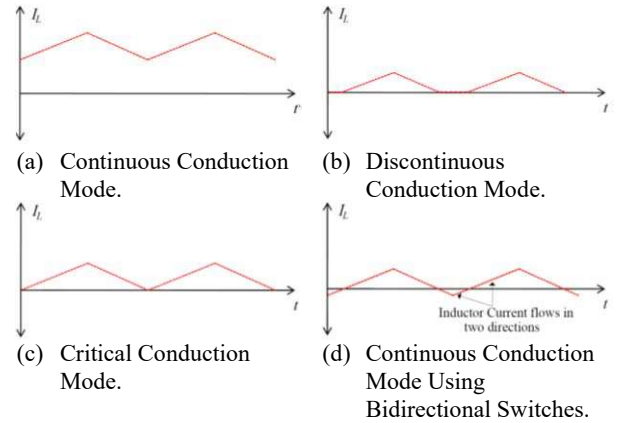 I_L
t
(a) Continuous Conduction
Mode.
I_L
t
(b) Discontinuous
Conduction Mode.
I_L
t
(c) Critical Conduction
Mode.
I_L
t
Inductor Current flows in
two directions
(d) Continuous Conduction
Mode Using
Bidirectional Switches.